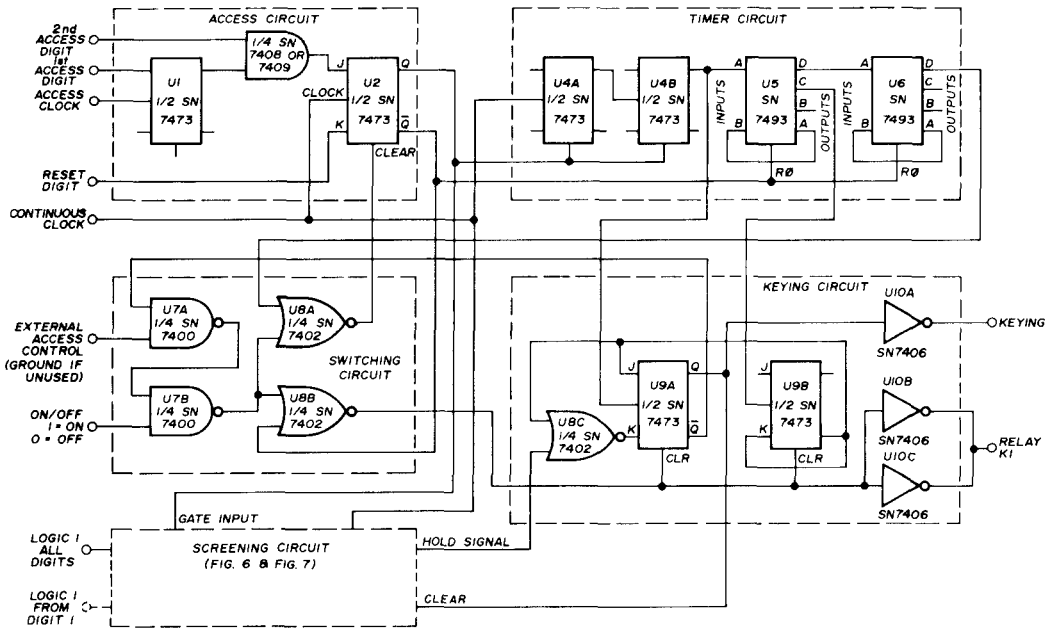 ACCESS CIRCUIT
2nd
ACCESS
DIGIT
1st
ACCESS
DIGIT
ACCESS
CLOCK
RESET
DIGIT
CONTINUOUS
CLOCK
U1
1/2 SN
7473
1/4 SN
7408 OR
7409
J
Q
U2
CLOCK
1/2 SN
K
7473
Q
CLEAR
TIMER CIRCUIT
U4A
1/2 SN
7473
U4B
1/2 SN
7473
A
INPUTS
B
U5
SN
7493
D
C
B
A
OUTPUTS
RØ
A
INPUTS
B
U6
SN
7493
D
C
B
A
OUTPUTS
RØ
EXTERNAL
ACCESS
CONTROL
(GROUND IF
UNUSED)
ON/OFF
1 = ON
0 = OFF
U7A
1/4 SN
7400
U7B
1/4 SN
7400
U8A
1/4 SN
7402
U8B
1/4 SN
7402
SWITCHING
CIRCUIT
KEYING CIRCUIT
U8C
1/4 SN
7402
J
Q
U9A
1/2 SN
K
7473
Q
CLR
J
U9B
1/2 SN
K
7473
CLR
U10A
SN7406
KEYING
U10B
SN7406
U10C
SN7406
RELAY
K1
GATE INPUT
LOGIC 1
ALL
DIGITS
LOGIC 1
FROM
DIGIT 1
SCREENING CIRCUIT
(FIG. 6 & FIG. 7)
HOLD SIGNAL
CLEAR